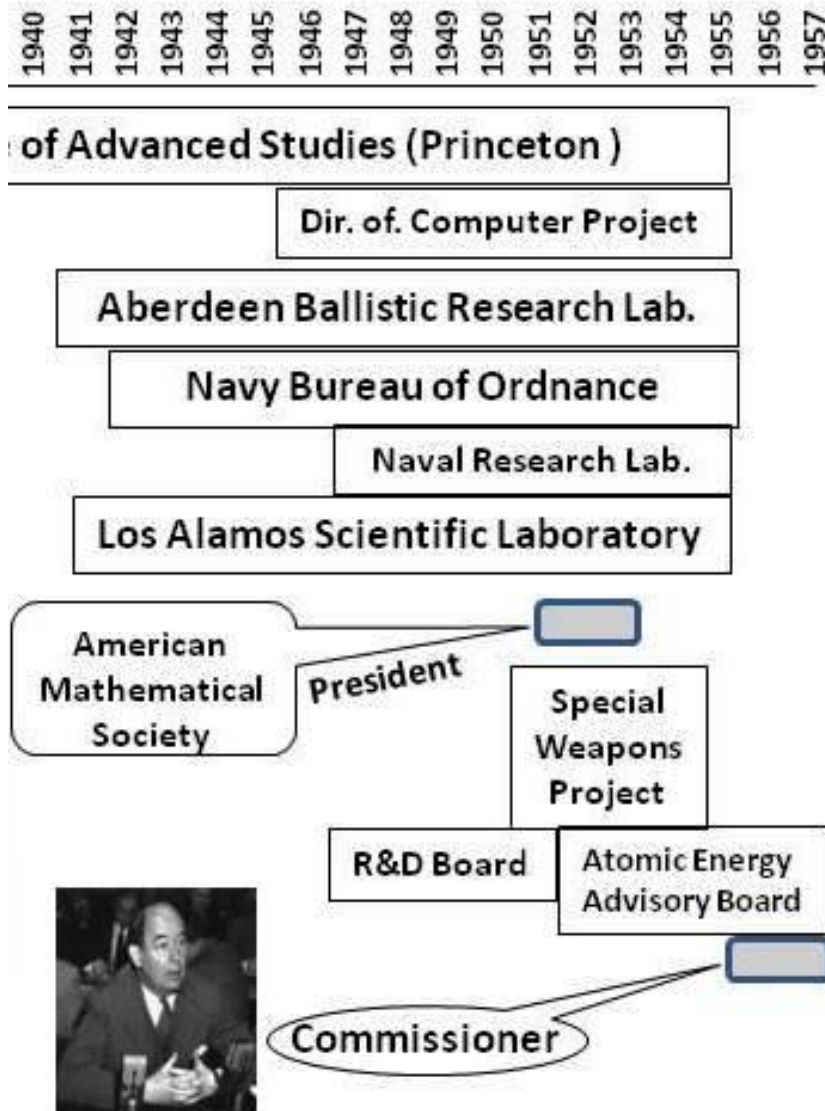 1940 1941 1942 1943 1944 1945 1946 1947 1948 1949 1950 1951 1952 1953 1954 1955 1956 1957
of Advanced Studies (Princeton )
Dir. of. Computer Project
Aberdeen Ballistic Research Lab.
Navy Bureau of Ordnance
Naval Research Lab.
Los Alamos Scientific Laboratory
American
Mathematical
Society
President
Special
Weapons
Project
R&D Board
Atomic Energy
Advisory Board
Commissioner